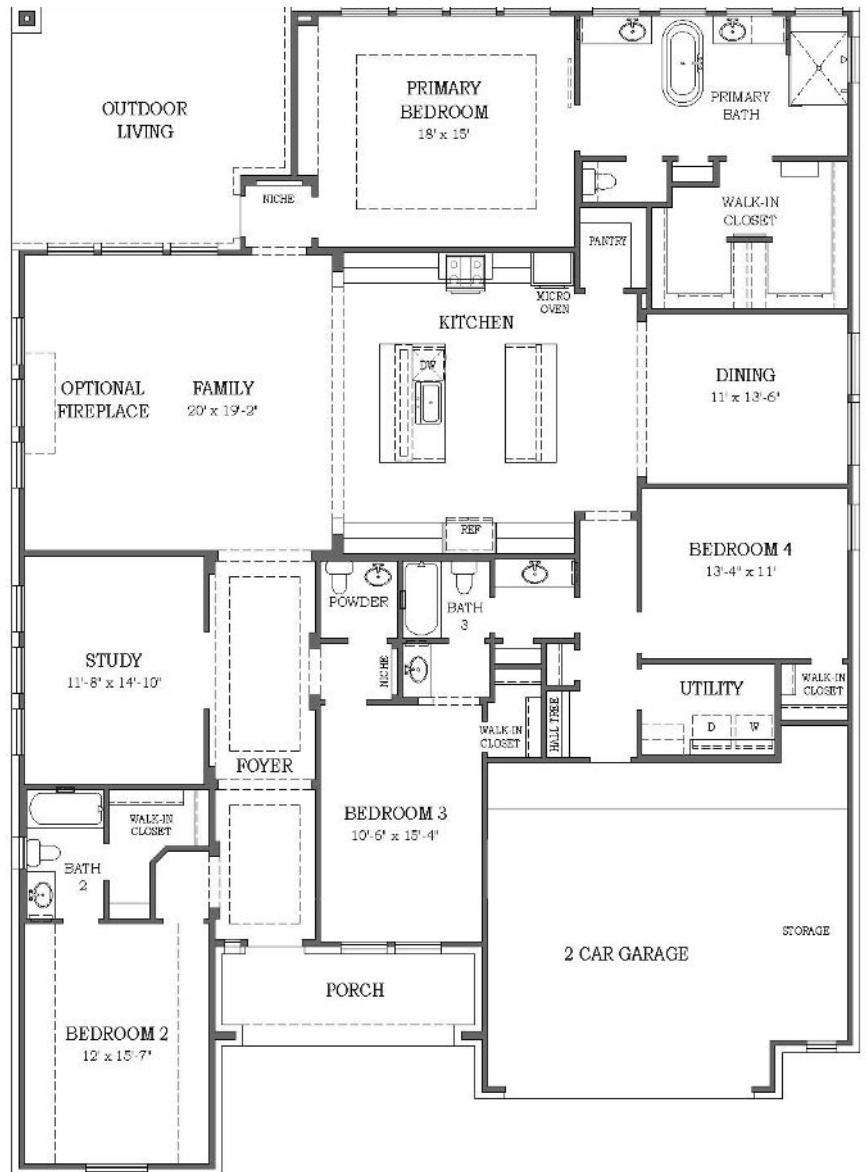 OUTDOOR
LIVING
PRIMARY
BEDROOM
18' x 15'
PRIMARY
BATH
NICHE
WALK-IN
CLOSET
PANTRY
MICRO
OVEN
KITCHEN
DW
OPTIONAL
FIREPLACE
FAMILY
20' x 19'-2"
DINING
11' x 13'-6"
REF
BEDROOM 4
13'-4" x 11'
POWDER
BATH
3
STUDY
11'-8" x 14'-10"
NICHE
WALK-IN
CLOSET
HALL TREE
UTILITY
D
W
WALK-IN
CLOSET
FOYER
BEDROOM 3
10'-6" x 15'-4"
WALK-IN
CLOSET
BATH
2
STORAGE
2 CAR GARAGE
PORCH
BEDROOM 2
12' x 15'-7"